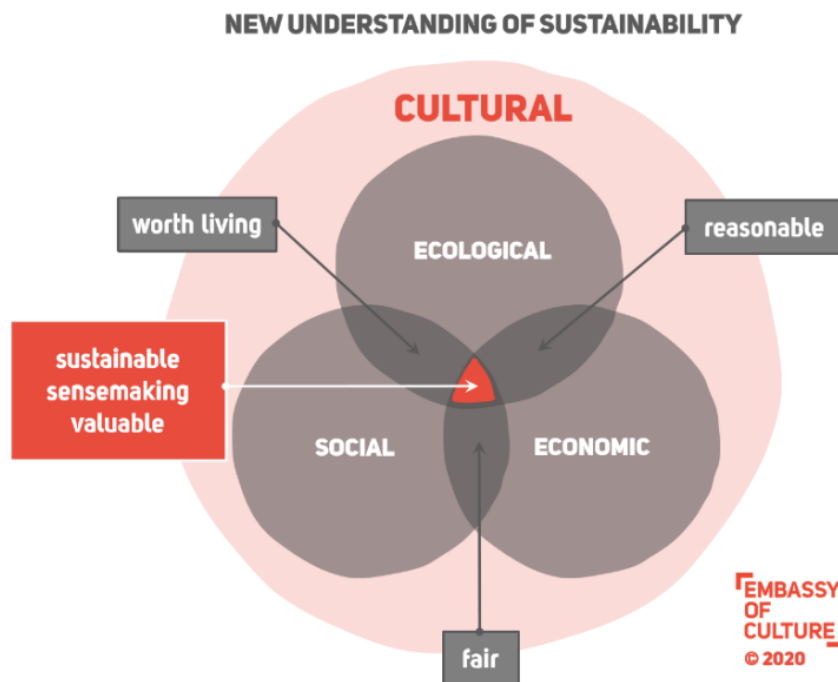 NEW UNDERSTANDING OF SUSTAINABILITY
CULTURAL
worth living
reasonable
ECOLOGICAL
sustainable
sensemaking
valuable
SOCIAL
ECONOMIC
fair
EMBASSY
OF
CULTURE
© 2020